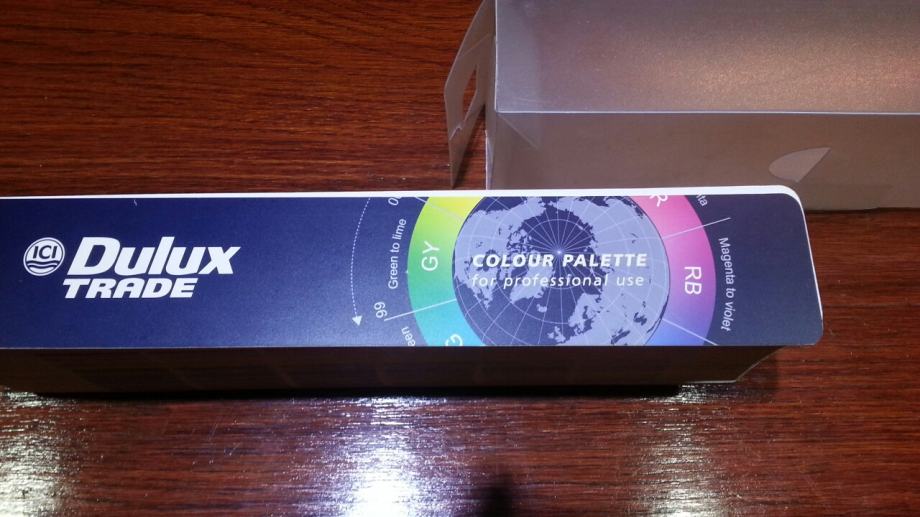 ICI
Dulux
TRADE
COLOUR PALETTE
for professional use
Green to lime
GY
99
RB
Magenta to violet